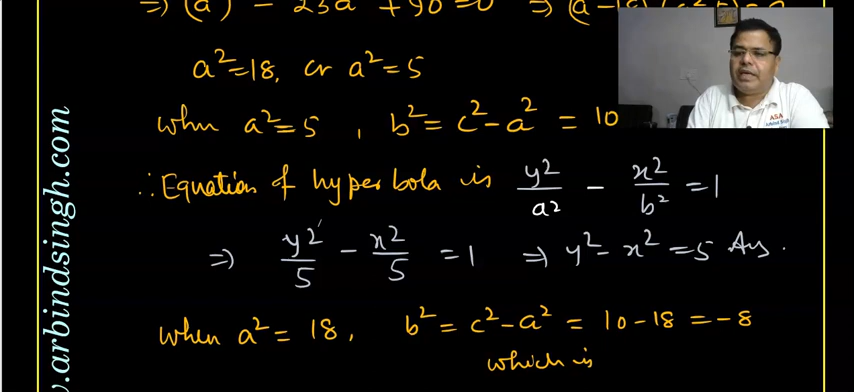 a²=18, or a²=5
when a²=5, b²= c²-a² = 10
∴ Equation of hyperbola is y²/a² - x²/b² =1
⇒ y²/5 - x²/5 =1 ⇒ y²- x² =5 Ans.
when a²= 18, b² = c²-a² = 10-18 =-8
which is
.arbindsingh.com
ASA